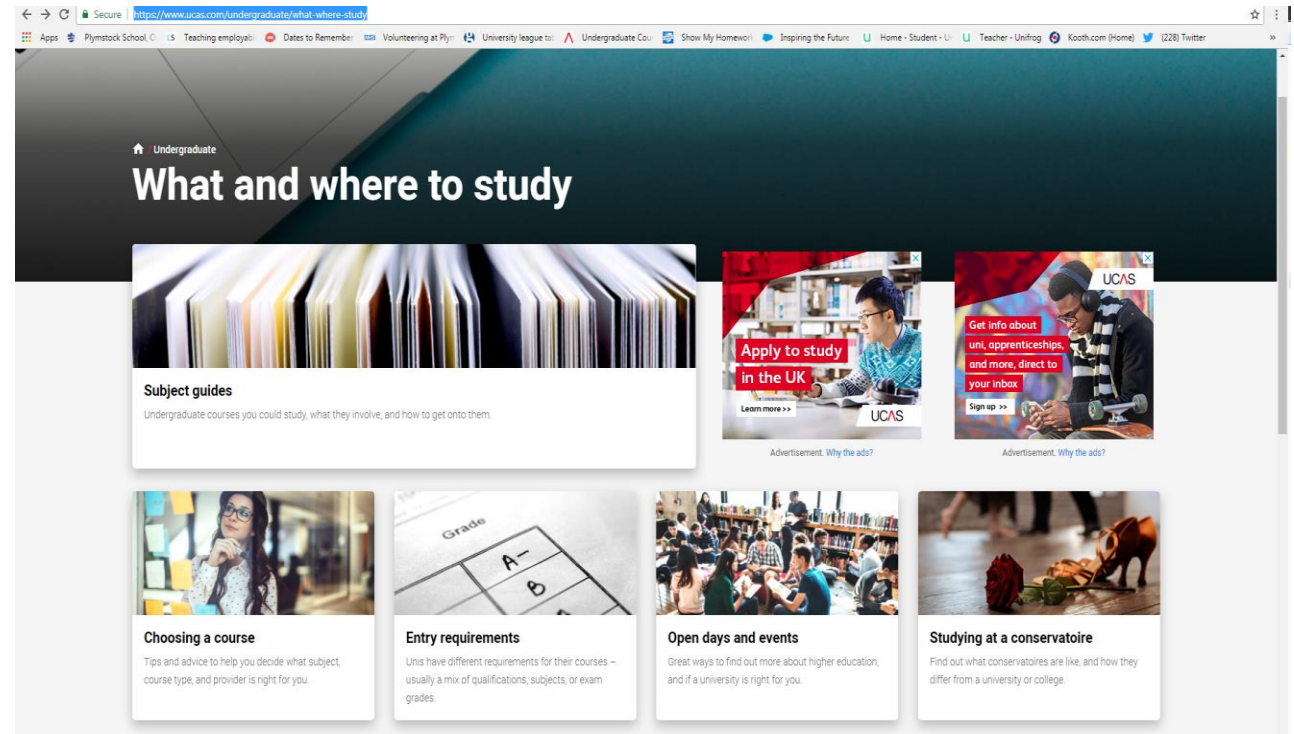 Secure https://www.ucas.com/undergraduate/what-where-study
Apps Plymstock School, Teaching employab Dates to Remember Volunteering at Plym University league tal Undergraduate Cour Show My Homework Inspiring the Future Home - Student - U Teacher - Unifrog Kooth.com (Home) (228) Twitter »
/ Undergraduate
What and where to study
Subject guides
Undergraduate courses you could study, what they involve, and how to get onto them.
Apply to study
in the UK
Learn more >>
UCAS
Advertisement. Why the ads?
UCAS
Get info about
uni, apprenticeships,
and more, direct to
your inbox
Sign up >>
Advertisement. Why the ads?
Choosing a course
Tips and advice to help you decide what subject,
course type, and provider is right for you.
Grade
A-
B
Entry requirements
Unis have different requirements for their courses –
usually a mix of qualifications, subjects, or exam
grades.
Open days and events
Great ways to find out more about higher education,
and if a university is right for you.
Studying at a conservatoire
Find out what conservatoires are like, and how they
differ from a university or college.